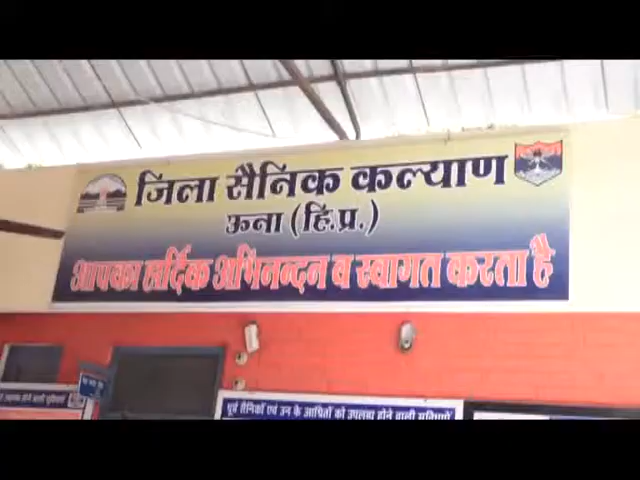 जिला सैनिक कल्याण
ऊना (हि.प्र.)
आपका हार्दिक अभिनन्दन व स्वागत करता है
पूर्व सैनिकों एवं उन के आश्रितों को उपलब्ध होने वाली सुविधाएं